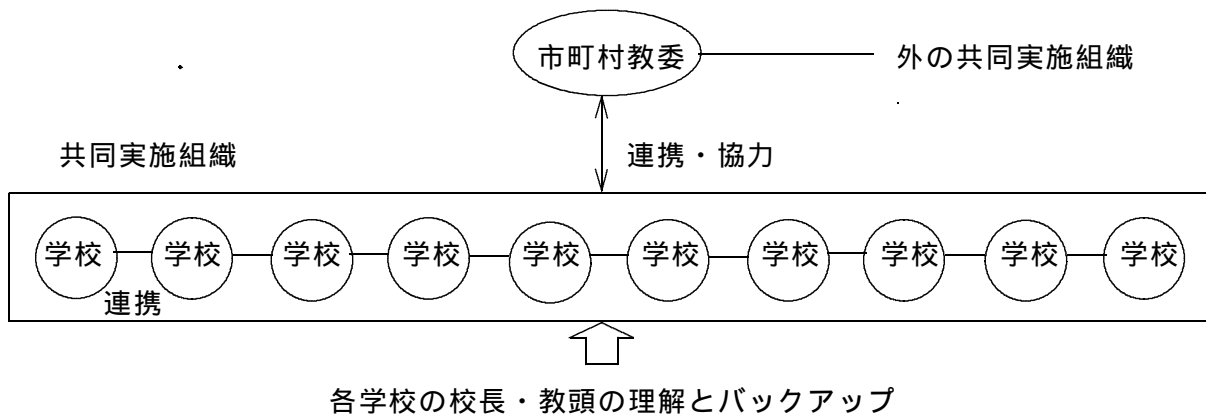 市町村教委
外の共同実施組織
共同実施組織
連携・協力
学校 学校 学校 学校 学校 学校 学校 学校 学校 学校
連携
各学校の校長・教頭の理解とバックアップ